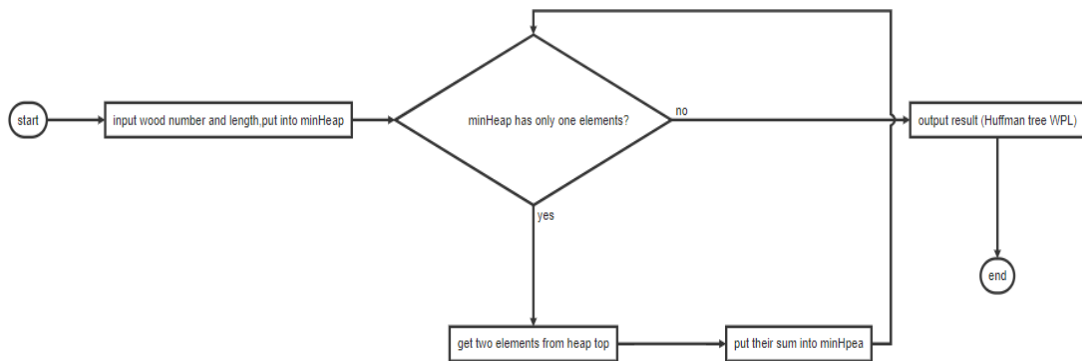 start
input wood number and length,put into minHeap
minHeap has only one elements?
no
output result (Huffman tree WPL)
yes
end
get two elements from heap top
put their sum into minHpea